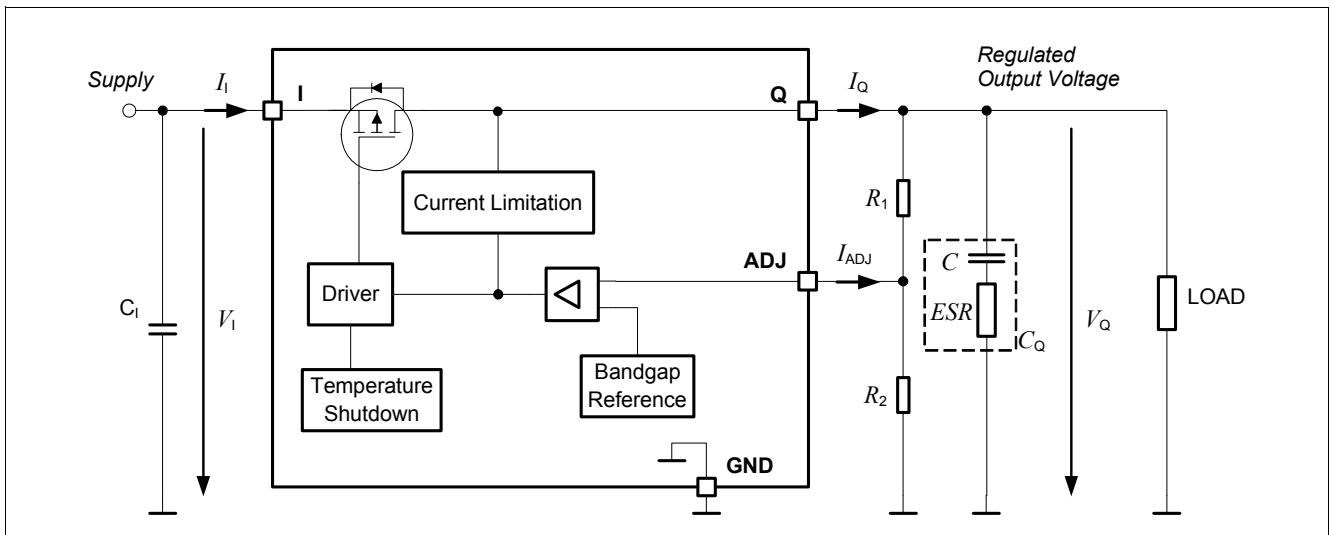 Supply
I_I
I
Q
I_Q
Regulated
Output Voltage
Current Limitation
R_1
ADJ
I_ADJ
C
ESR
C_Q
LOAD
C_I
V_I
Driver
V_Q
Temperature
Shutdown
Bandgap
Reference
R_2
GND